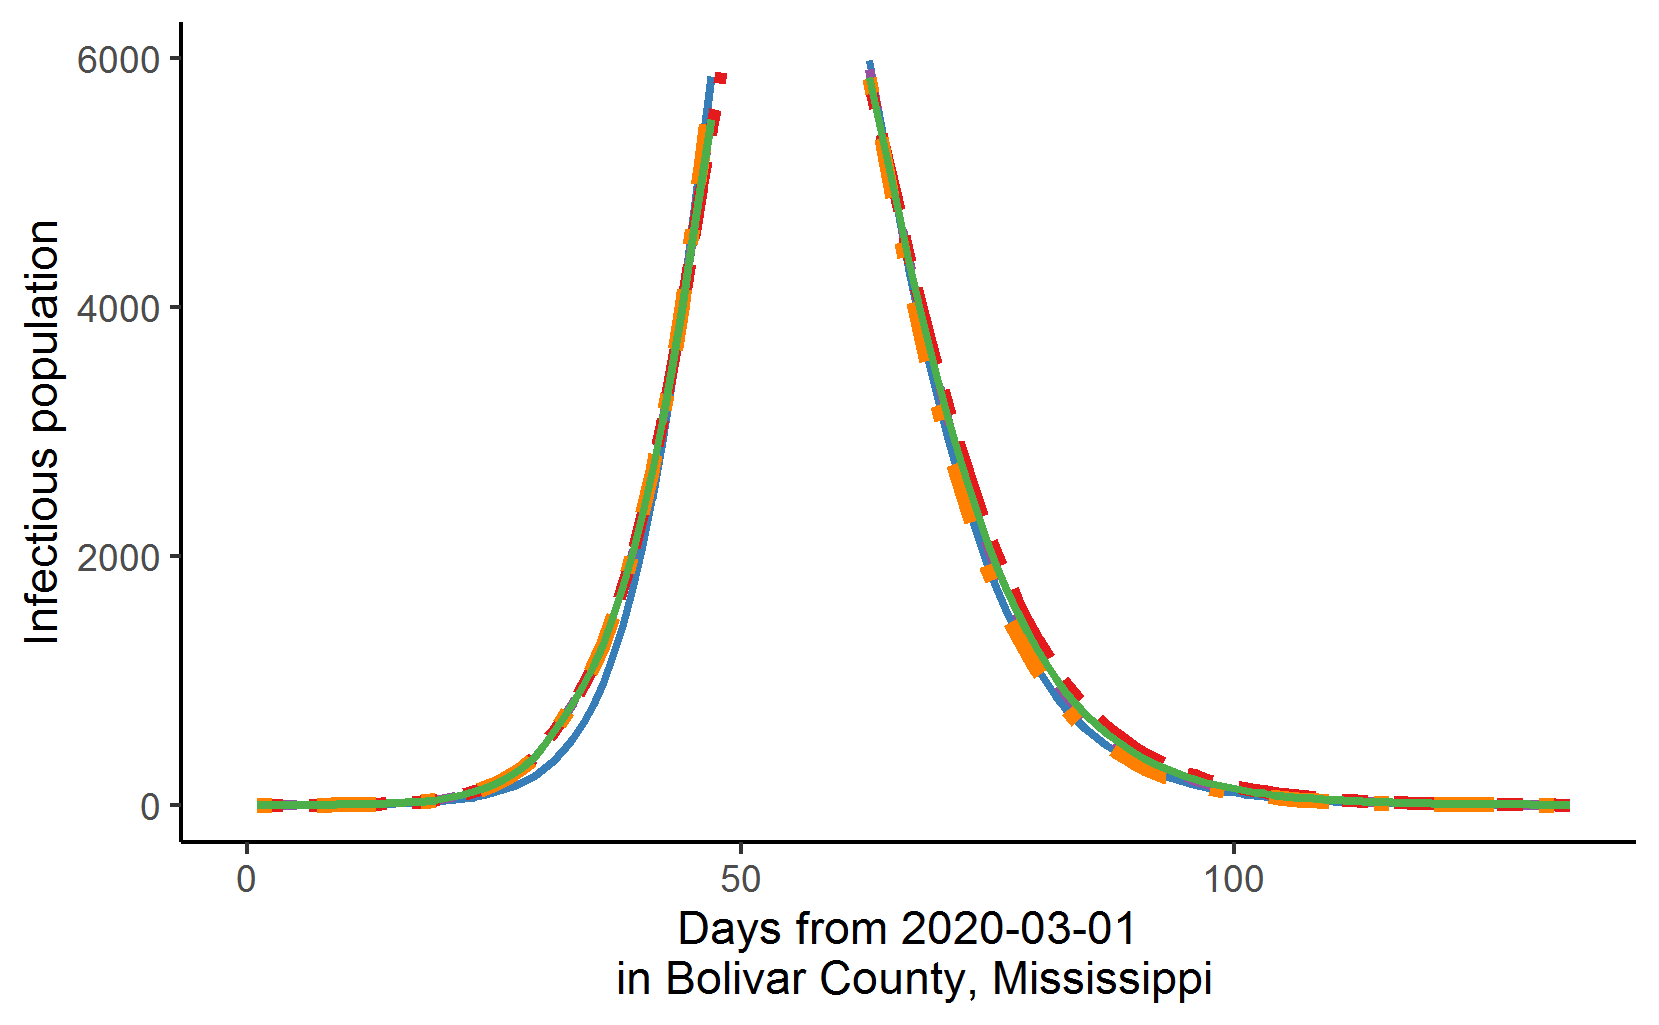 6000
4000
2000
0
Infectious population
0 50 100
Days from 2020-03-01
in Bolivar County, Mississippi